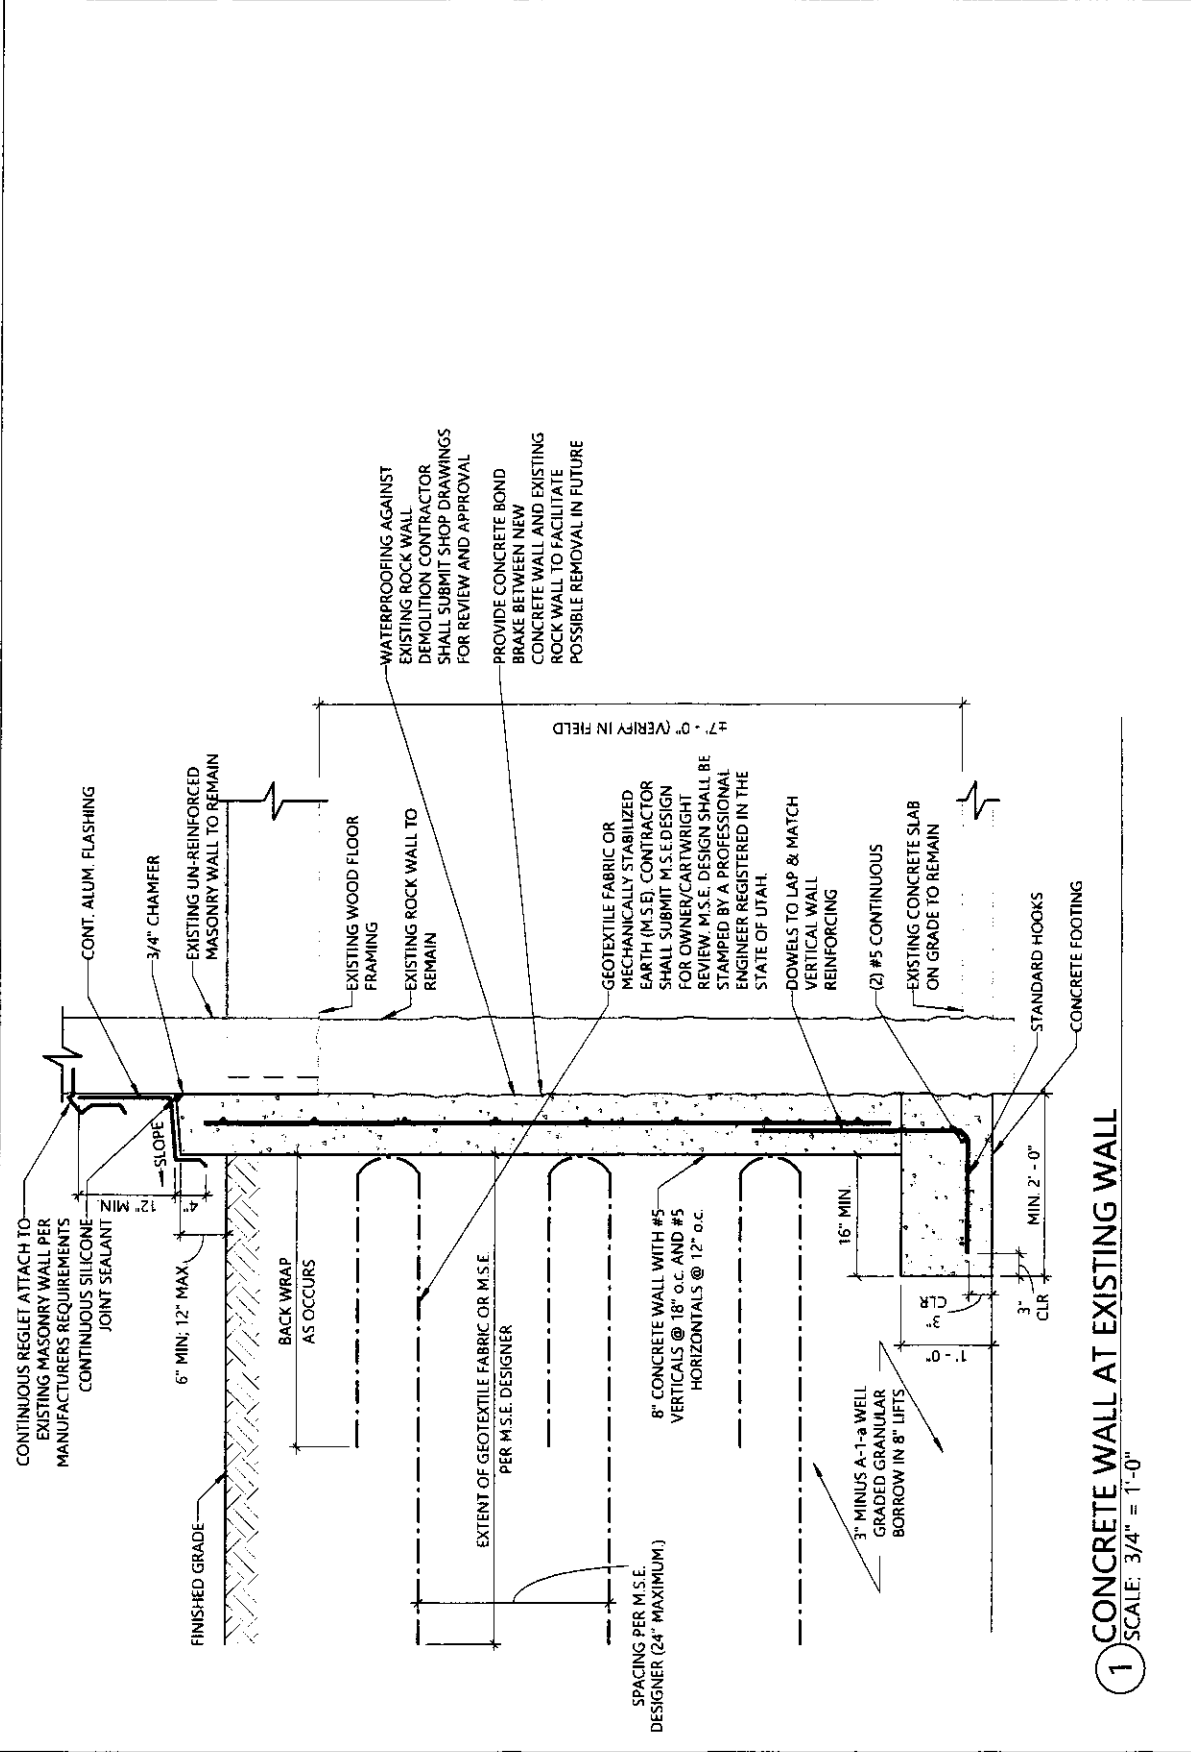 CONTINUOUS REGLET ATTACH TO
EXISTING MASONRY WALL PER
MANUFACTURERS REQUIREMENTS
CONTINUOUS SILICONE
JOINT SEALANT
CONT. ALUM. FLASHING
3/4" CHAMFER
EXISTING UN-REINFORCED
MASONRY WALL TO REMAIN
SLOPE
12" MIN.
4"
6" MIN; 12" MAX.
FINISHED GRADE
BACK WRAP
AS OCCURS
EXISTING WOOD FLOOR
FRAMING
EXISTING ROCK WALL TO
REMAIN
WATERPROOFING AGAINST
EXISTING ROCK WALL
DEMOLITION CONTRACTOR
SHALL SUBMIT SHOP DRAWINGS
FOR REVIEW AND APPROVAL
PROVIDE CONCRETE BOND
BRAKE BETWEEN NEW
CONCRETE WALL AND EXISTING
ROCK WALL TO FACILITATE
POSSIBLE REMOVAL IN FUTURE
±7' - 0" (VERIFY IN FIELD
EXTENT OF GEOTEXTILE FABRIC OR M.S.E.
PER M.S.E. DESIGNER
GEOTEXTILE FABRIC OR
MECHANICALLY STABILIZED
EARTH (M.S.E). CONTRACTOR
SHALL SUBMIT M.S.E.DESIGN
FOR OWNER/CARTWRIGHT
REVIEW. M.S.E. DESIGN SHALL BE
STAMPED BY A PROFESSIONAL
ENGINEER REGISTERED IN THE
STATE OF UTAH.
SPACING PER M.S.E.
DESIGNER (24" MAXIMUM.)
8" CONCRETE WALL WITH #5
VERTICALS @ 18" o.c. AND #5
HORIZONTALS @ 12" o.c.
DOWELS TO LAP & MATCH
VERTICAL WALL
REINFORCING
(2) #5 CONTINUOUS
EXISTING CONCRETE SLAB
ON GRADE TO REMAIN
16" MIN.
3" MINUS A-1-a WELL
GRADED GRANULAR
BORROW IN 8" LIFTS
1' - 0"
3"
CLR
3"
CLR
MIN. 2' - 0"
STANDARD HOOKS
CONCRETE FOOTING
1 CONCRETE WALL AT EXISTING WALL
SCALE: 3/4" = 1'-0"